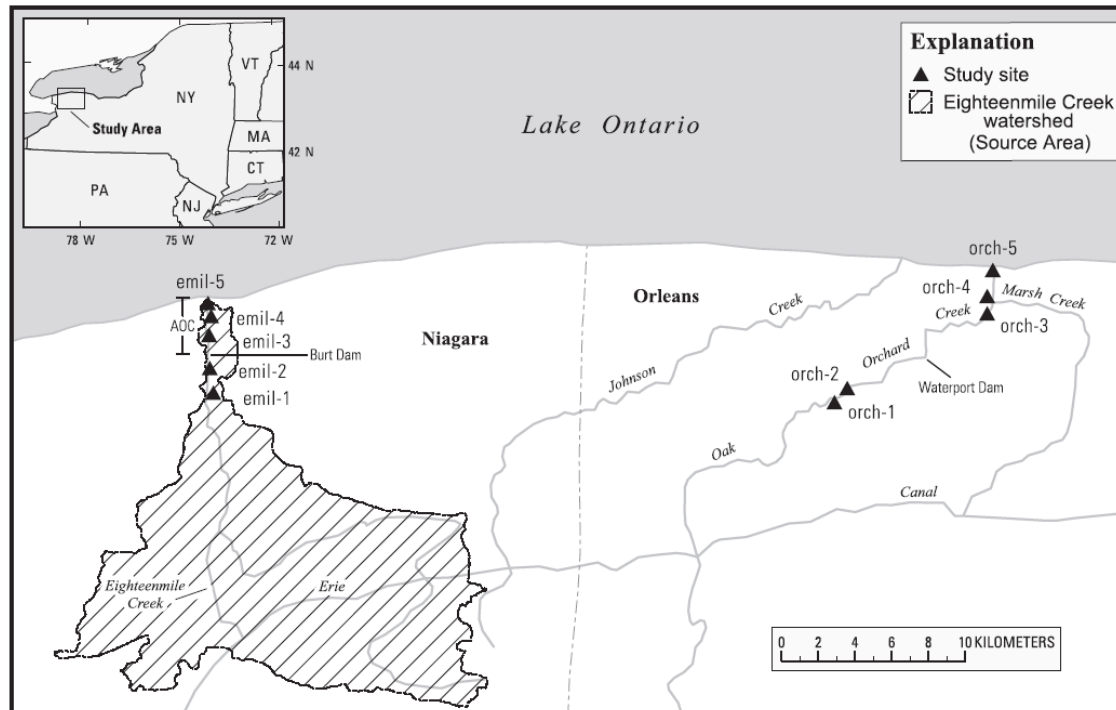 44 N
VT
NY
Study Area
MA
42 N
CT
PA
NJ
78 W
75 W
72 W
Lake Ontario
Explanation
Study site
Eighteenmile Creek
watershed
(Source Area)
emil-5
AOC
emil-4
emil-3
Burt Dam
emil-2
emil-1
Niagara
Orleans
Johnson
Creek
orch-5
orch-4
Marsh Creek
orch-3
Oak
Orchard
Creek
orch-2
orch-1
Waterport Dam
Eighteenmile
Creek
Erie
Canal
0 2 4 6 8 10 KILOMETERS